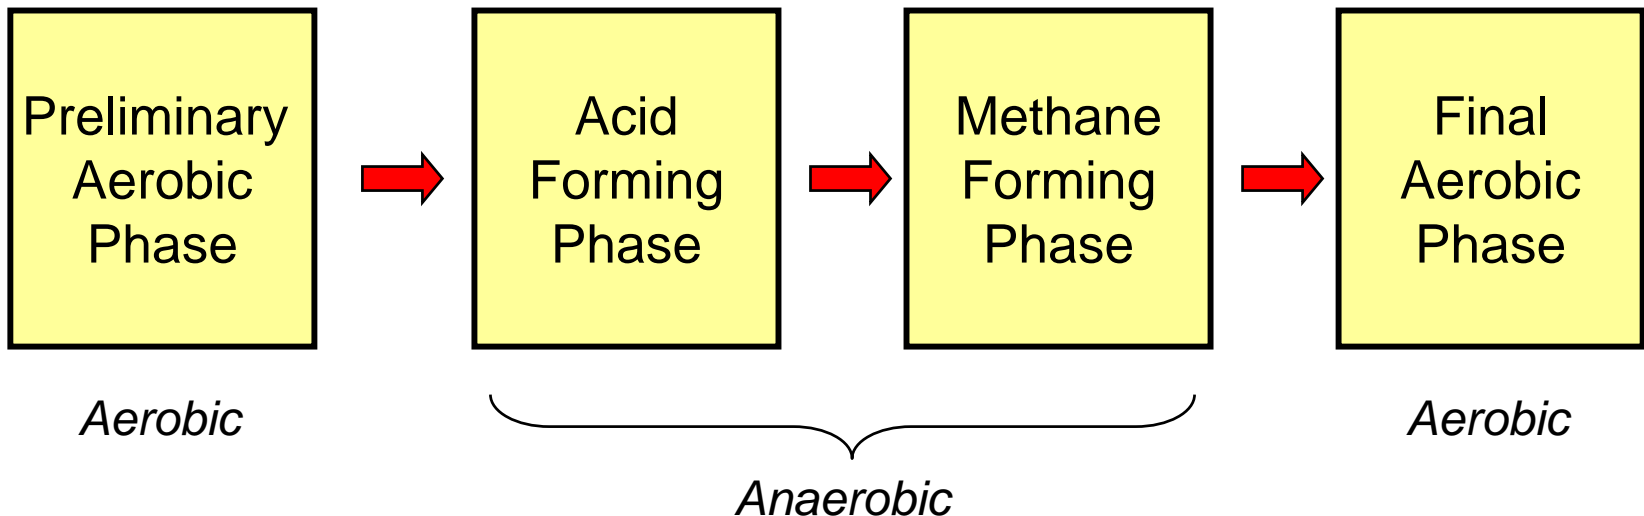 Preliminary
Aerobic
Phase
Acid
Forming
Phase
Methane
Forming
Phase
Final
Aerobic
Phase
Aerobic
Anaerobic
Aerobic